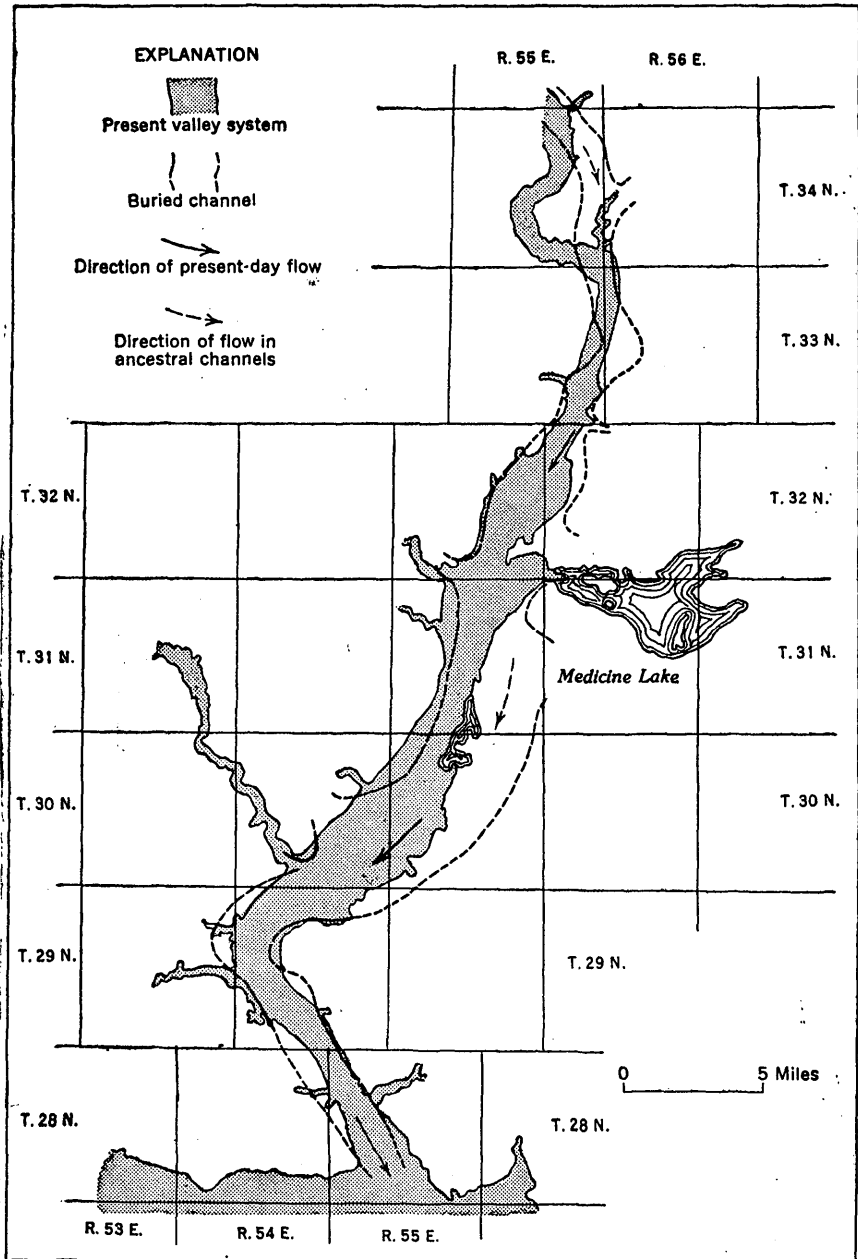 EXPLANATION
Present valley system
Buried channel
Direction of present-day flow
Direction of flow in
ancestral channels
R. 55 E.
R. 56 E.
T. 34 N.
T. 33 N.
T. 32 N.
T. 32 N.
T. 31 N.
Medicine Lake
T. 31 N.
T. 30 N.
T. 30 N.
T. 29 N.
T. 29 N.
0 5 Miles
T. 28 N.
T. 28 N.
R. 53 E.
R. 54 E.
R. 55 E.